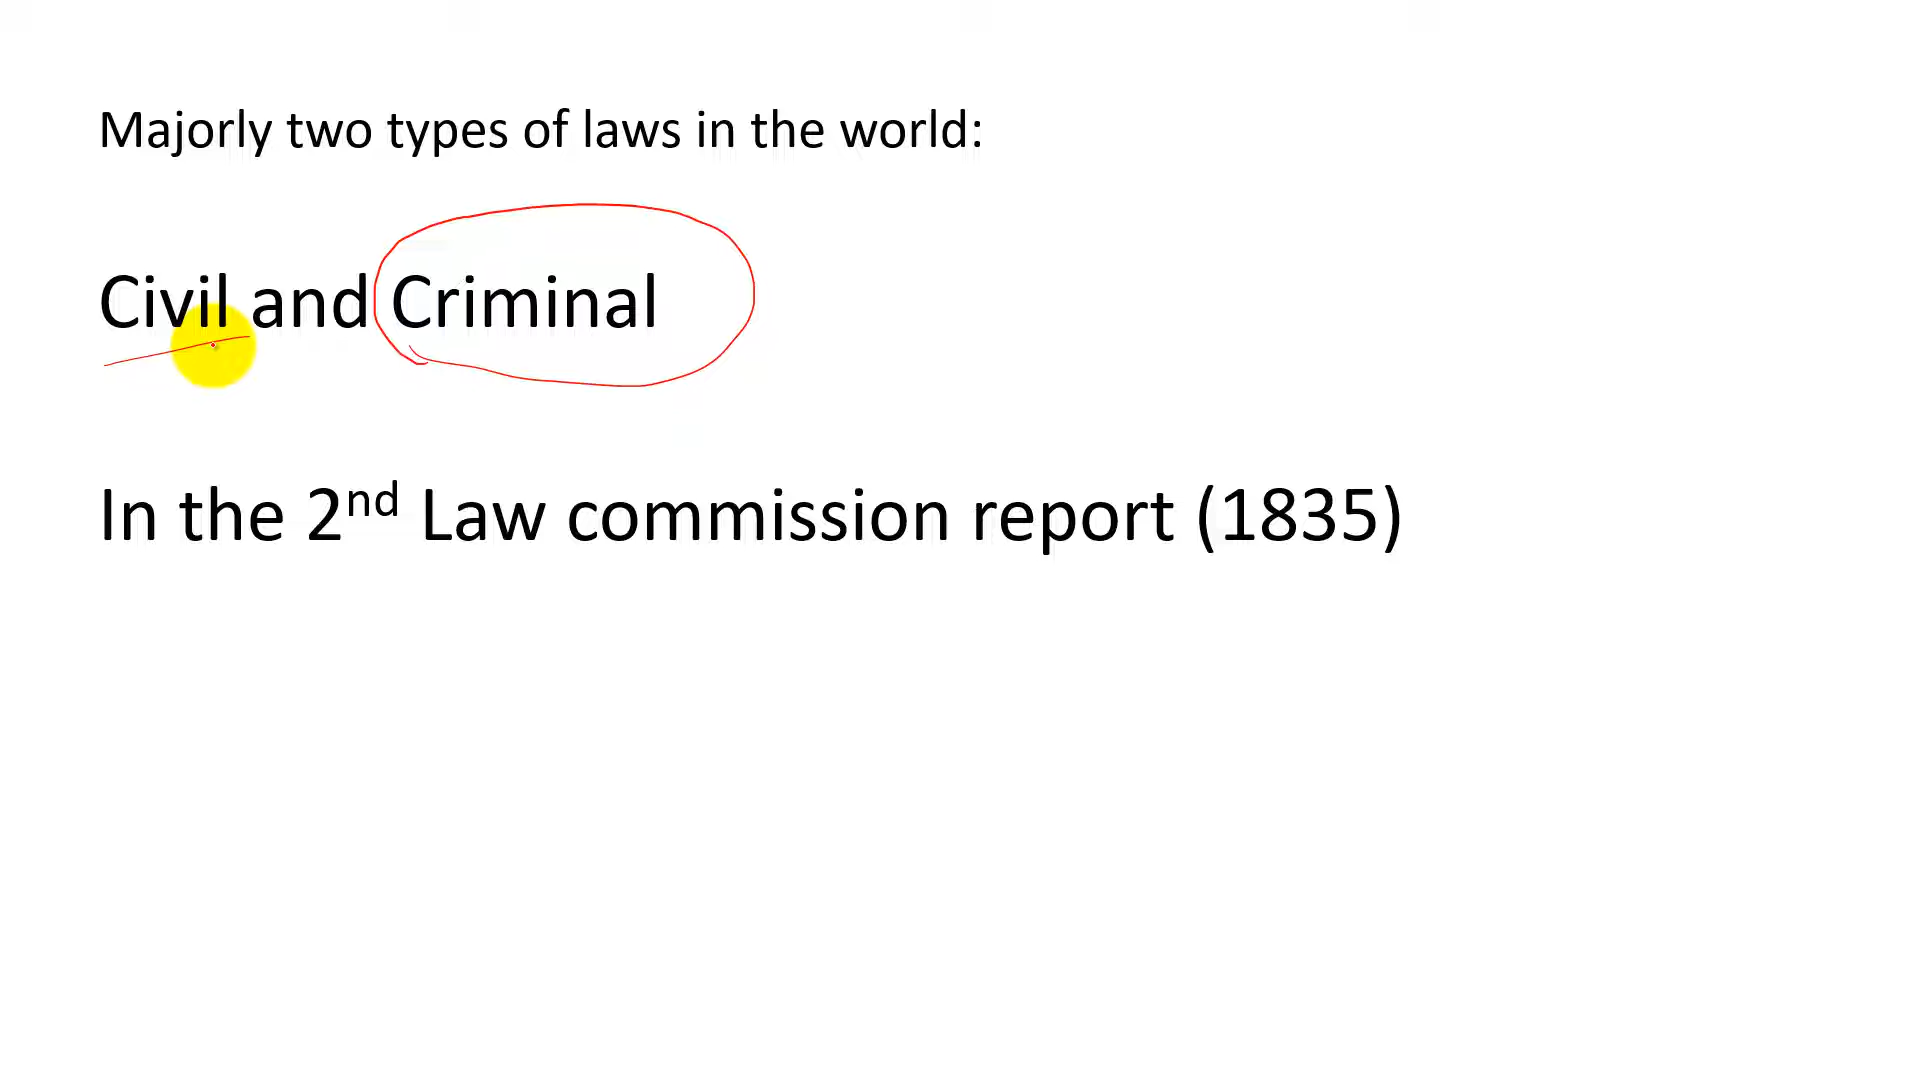 Majorly two types of laws in the world:
Civil and Criminal
In the 2nd Law commission report (1835)